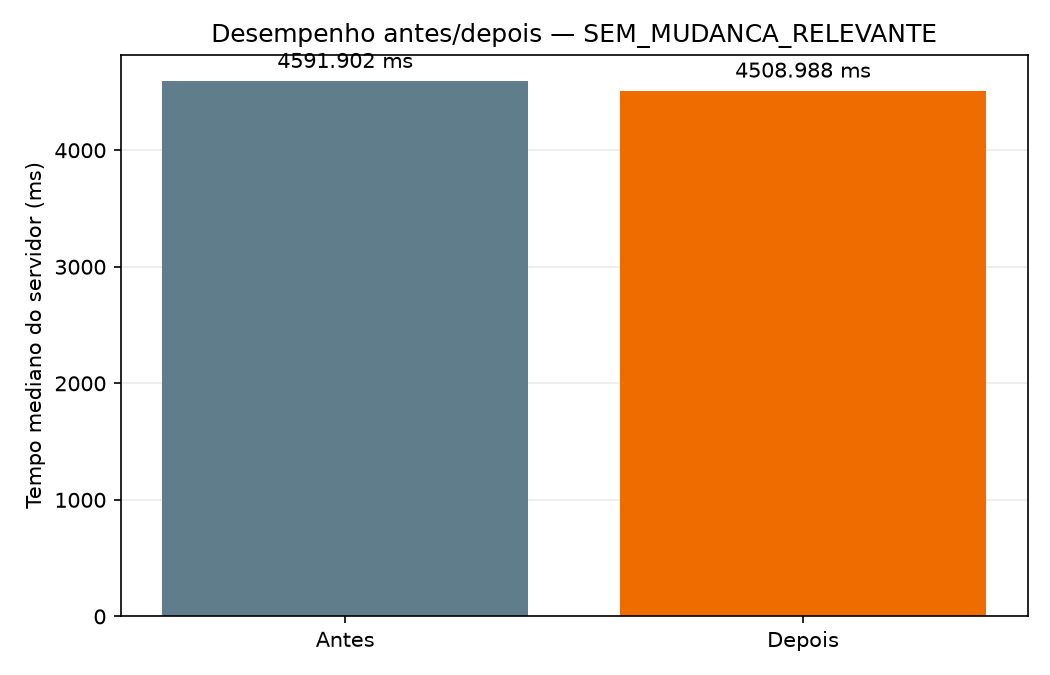 Desempenho antes/depois — SEM_MUDANCA_RELEVANTE
4591.902 ms
4508.988 ms
Tempo mediano do servidor (ms)
4000
3000
2000
1000
0
Antes
Depois